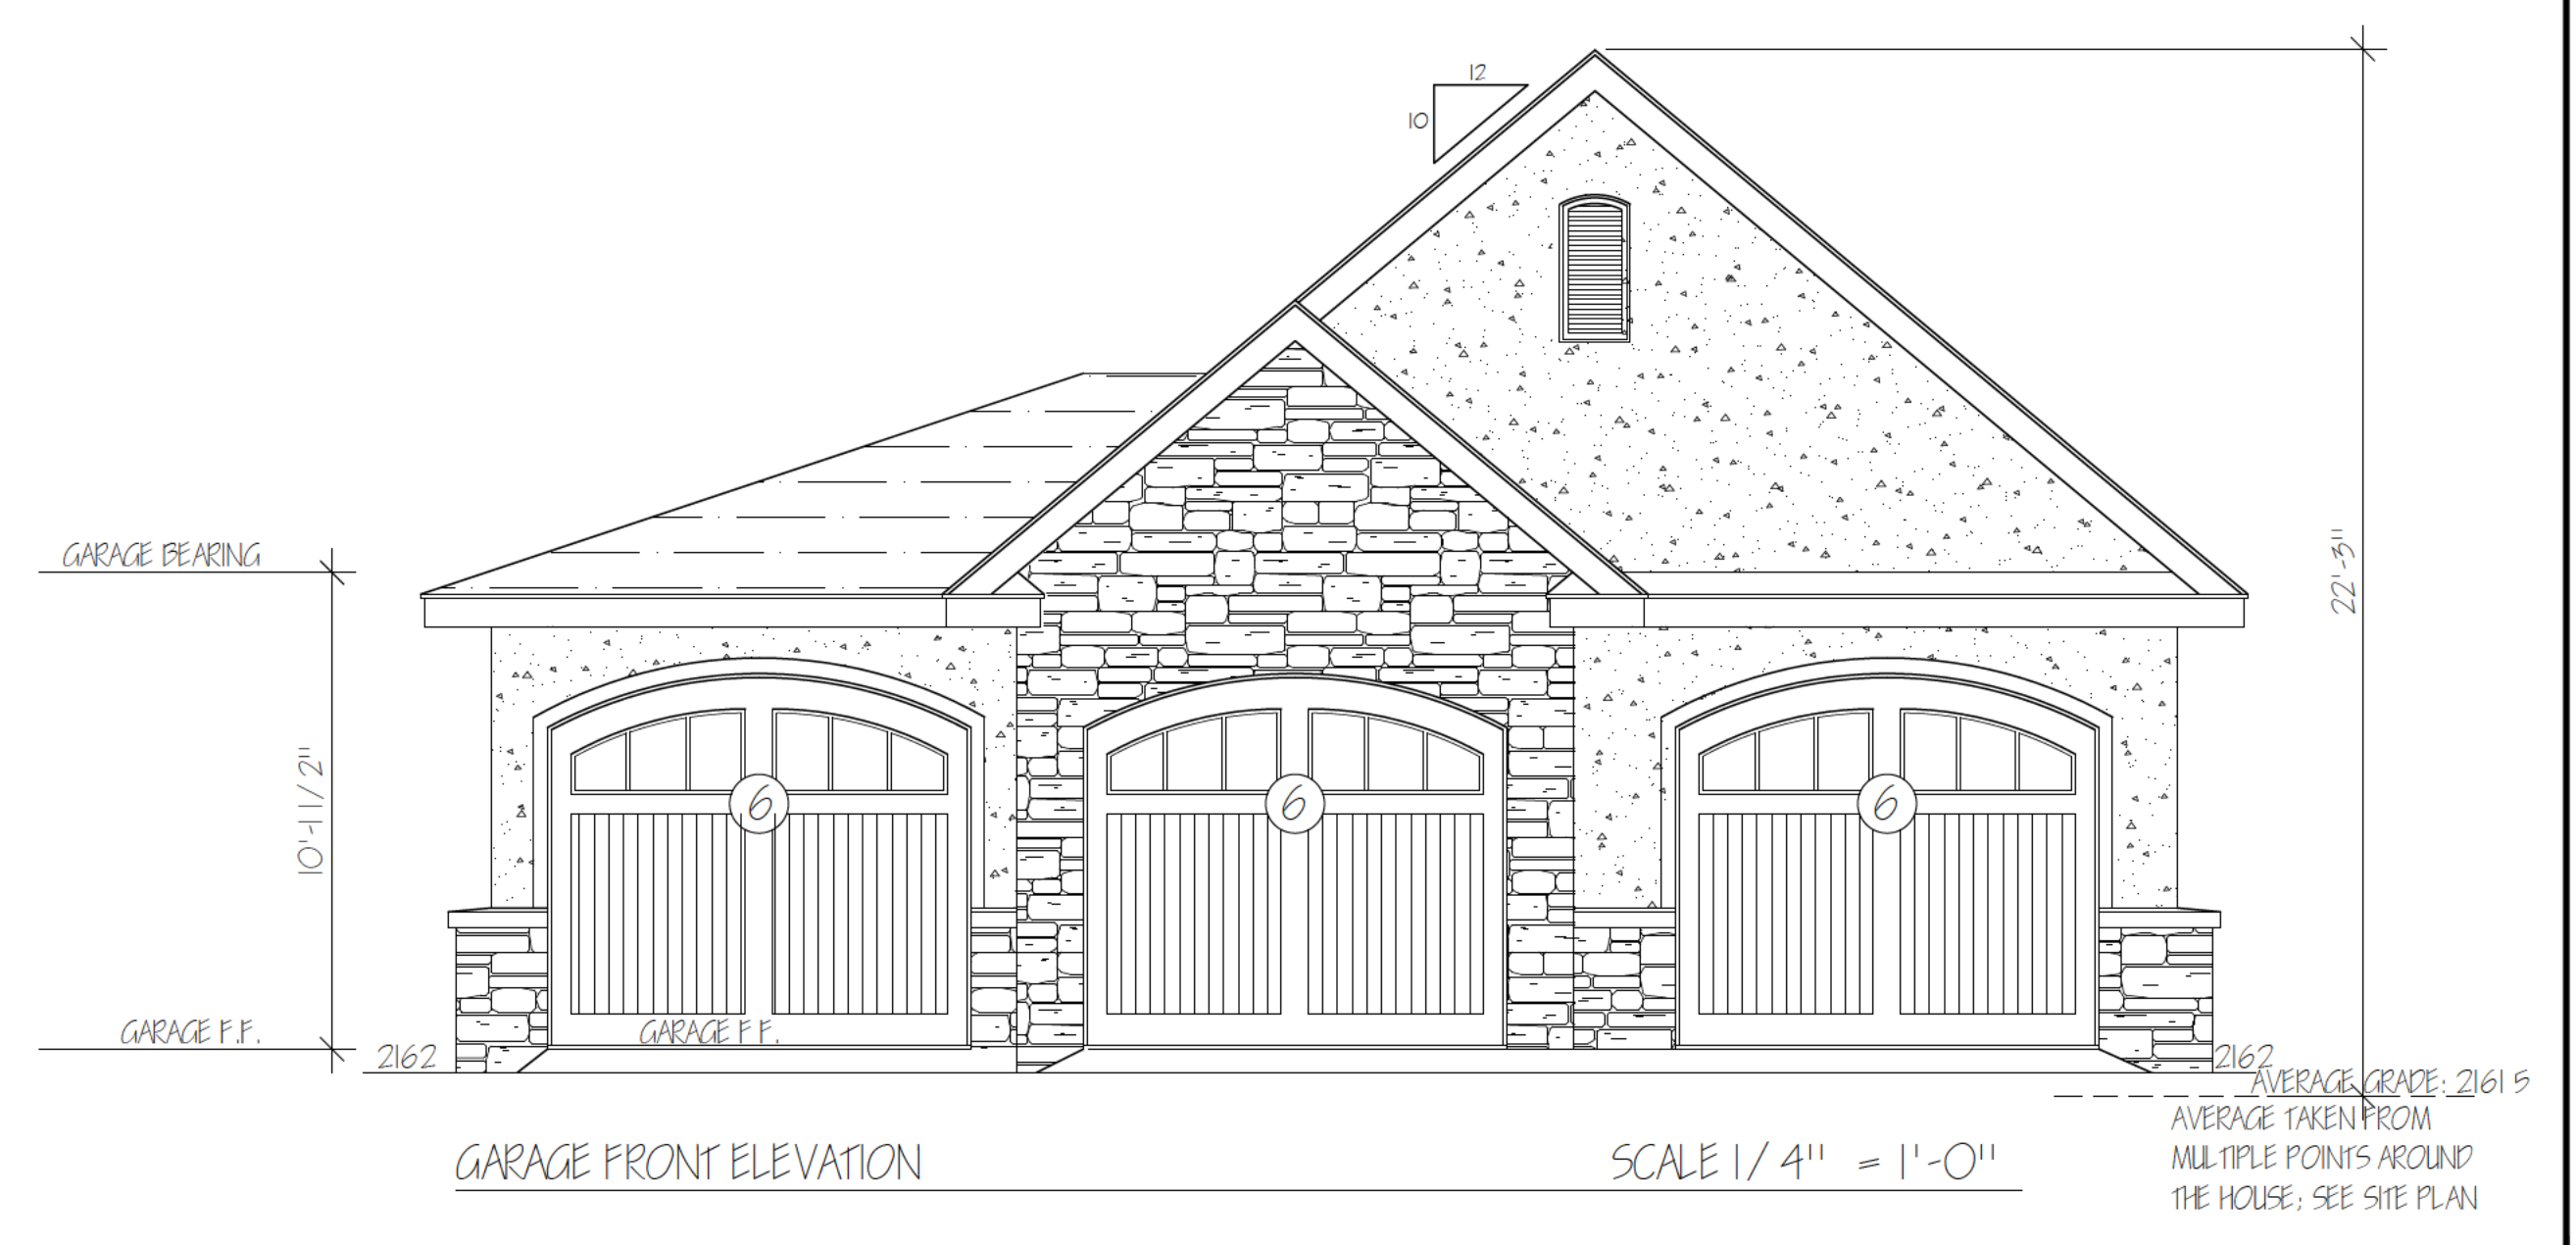 12
10
GARAGE BEARING
22'-3"
10'-1 1/2"
6
6
6
GARAGE F.F.
GARAGE F F.
2162
2162
AVERAGE GRADE: 2161 5
AVERAGE TAKEN FROM
MULTIPLE POINTS AROUND
THE HOUSE; SEE SITE PLAN
GARAGE FRONT ELEVATION
SCALE 1/4" = 1'-0"